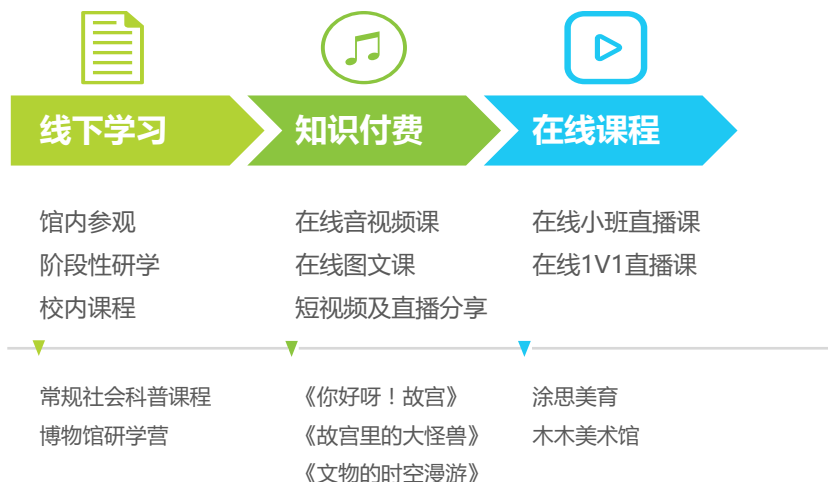 线下学习
知识付费
在线课程
馆内参观
阶段性研学
校内课程
在线音视频课
在线图文课
短视频及直播分享
在线小班直播课
在线1V1直播课
常规社会科普课程
博物馆研学营
《你好呀！故宫》
《故宫里的大怪兽》
《文物的时空漫游》
涂思美育
木木美术馆